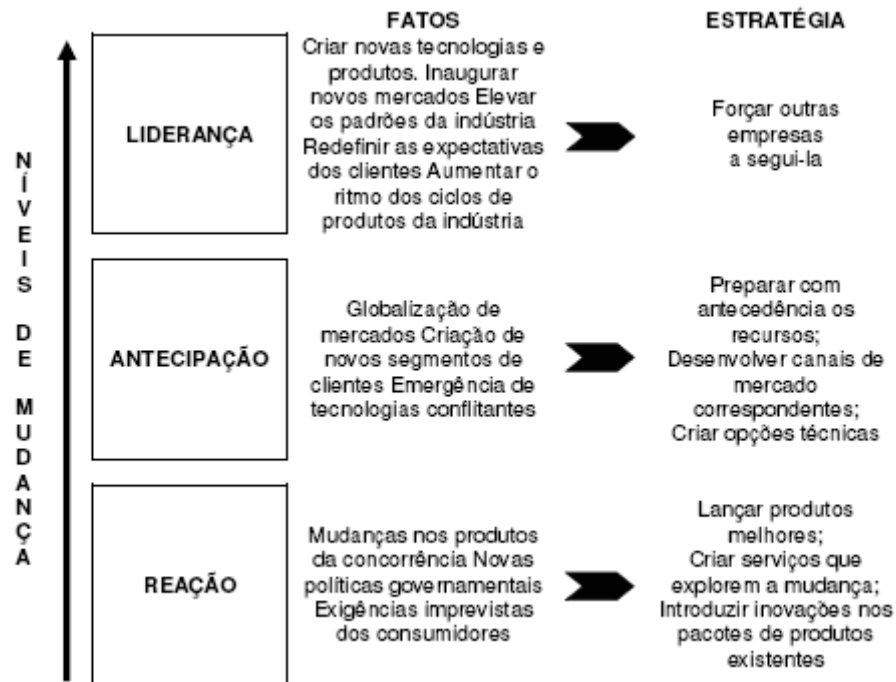 FATOS
ESTRATÉGIA
NÍVEIS DE MUDANÇA
LIDERANÇA
Criar novas tecnologias e
produtos. Inaugurar
novos mercados Elevar
os padrões da indústria
Redefinir as expectativas
dos clientes Aumentar o
ritmo dos ciclos de
produtos da indústria
Forçar outras
empresas
a segui-la
ANTECIPAÇÃO
Globalização de
mercados Criação de
novos segmentos de
clientes Emergência de
tecnologias conflitantes
Preparar com
antecedência os
recursos;
Desenvolver canais de
mercado
correspondentes;
Criar opções técnicas
REAÇÃO
Mudanças nos produtos
da concorrência Novas
políticas governamentais
Exigências imprevistas
dos consumidores
Lançar produtos
melhores;
Criar serviços que
explorem a mudança;
Introduzir inovações nos
pacotes de produtos
existentes